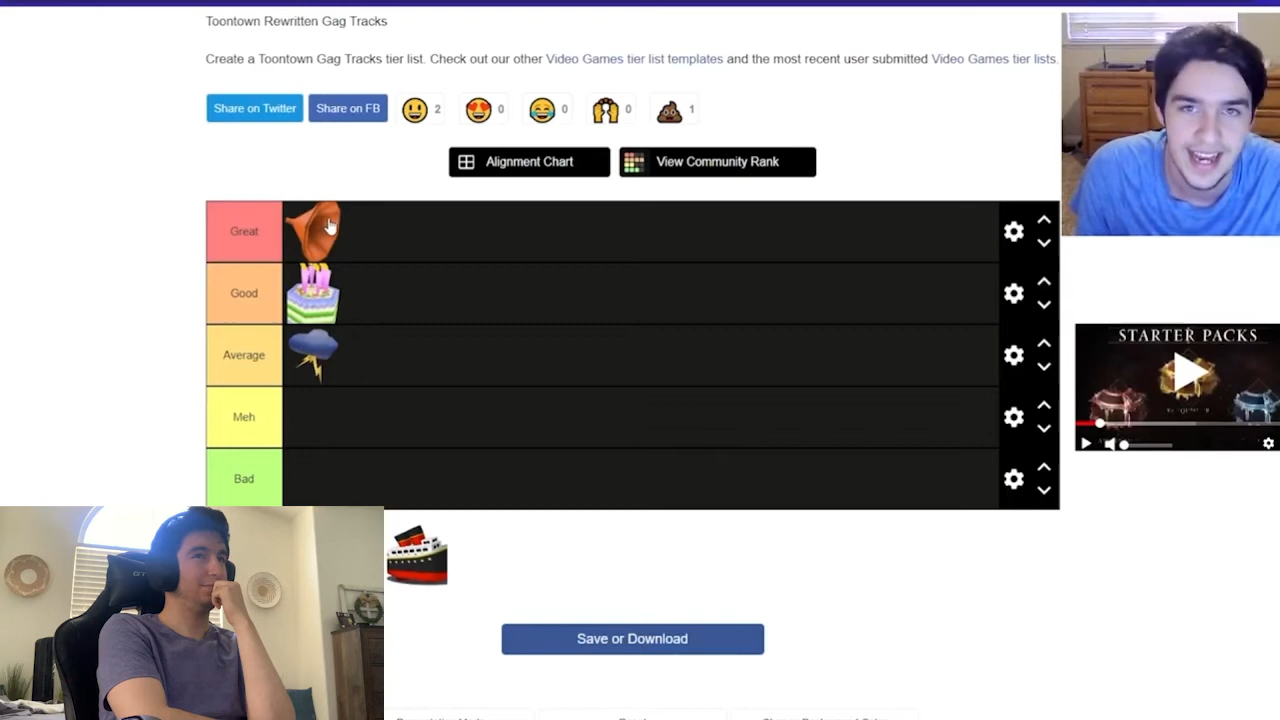 Toontown Rewritten Gag Tracks
Create a Toontown Gag Tracks tier list. Check out our other Video Games tier list templates and the most recent user submitted Video Games tier lists.
Share on Twitter
Share on FB
2
0
0
0
1
Alignment Chart
View Community Rank
Great
Good
Average
Meh
Bad
STARTER PACKS
Save or Download